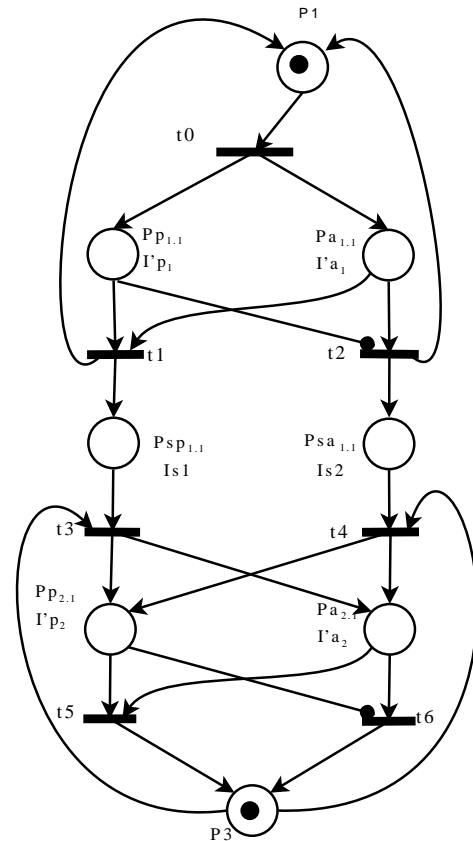 P1
t0
Pp₁.₁
I'p₁
Pa₁.₁
I'a₁
t1
t2
Psp₁.₁
Is1
Psa₁.₁
Is2
t3
t4
Pp₂.₁
I'p₂
Pa₂.₁
I'a₂
t5
t6
P3